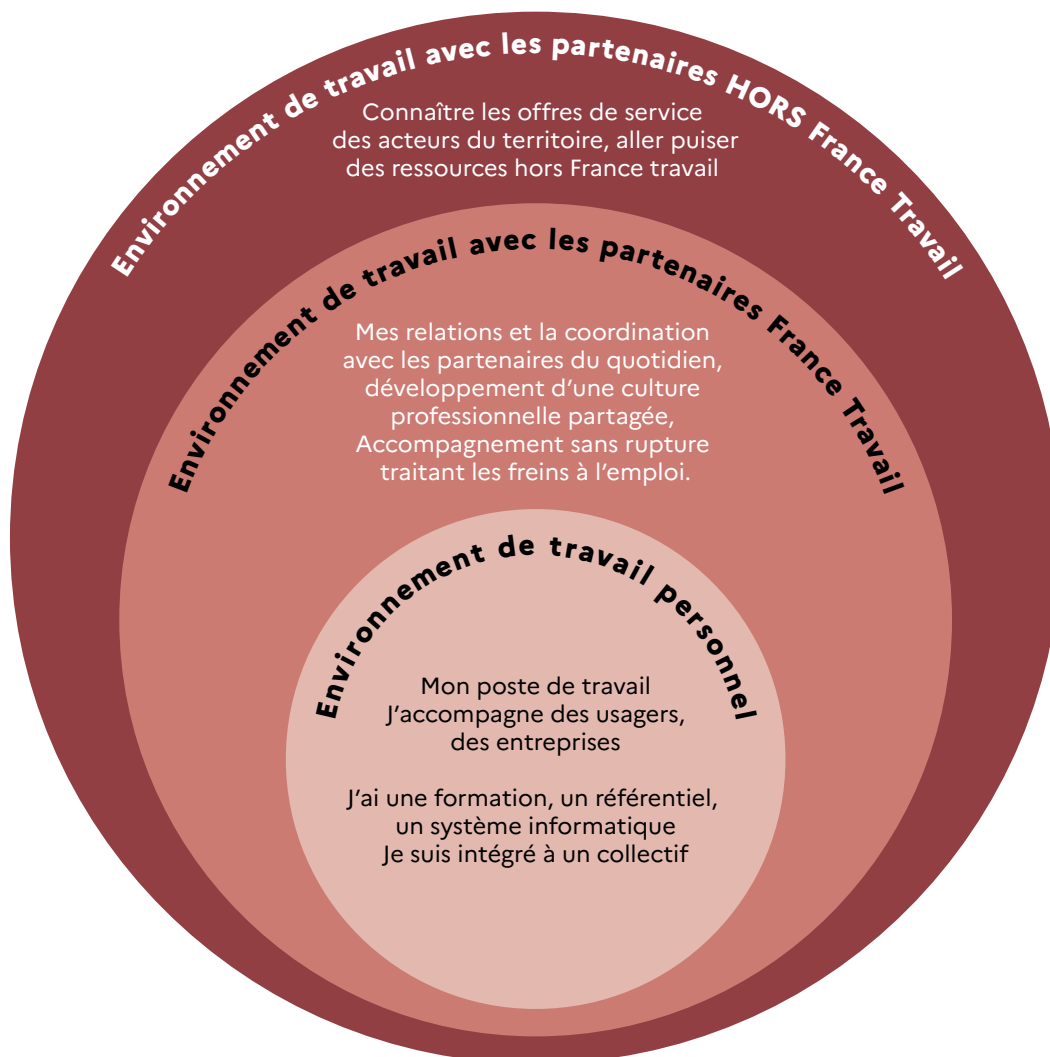 Environnement de travail avec les partenaires HORS France Travail
Connaître les offres de service
des acteurs du territoire, aller puiser
des ressources hors France travail
Environnement de travail avec les partenaires France Travail
Mes relations et la coordination
avec les partenaires du quotidien,
développement d'une culture
professionnelle partagée,
Accompagnement sans rupture
traitant les freins à l'emploi.
Environnement de travail personnel
Mon poste de travail
J'accompagne des usagers,
des entreprises
J'ai une formation, un référentiel,
un système informatique
Je suis intégré à un collectif